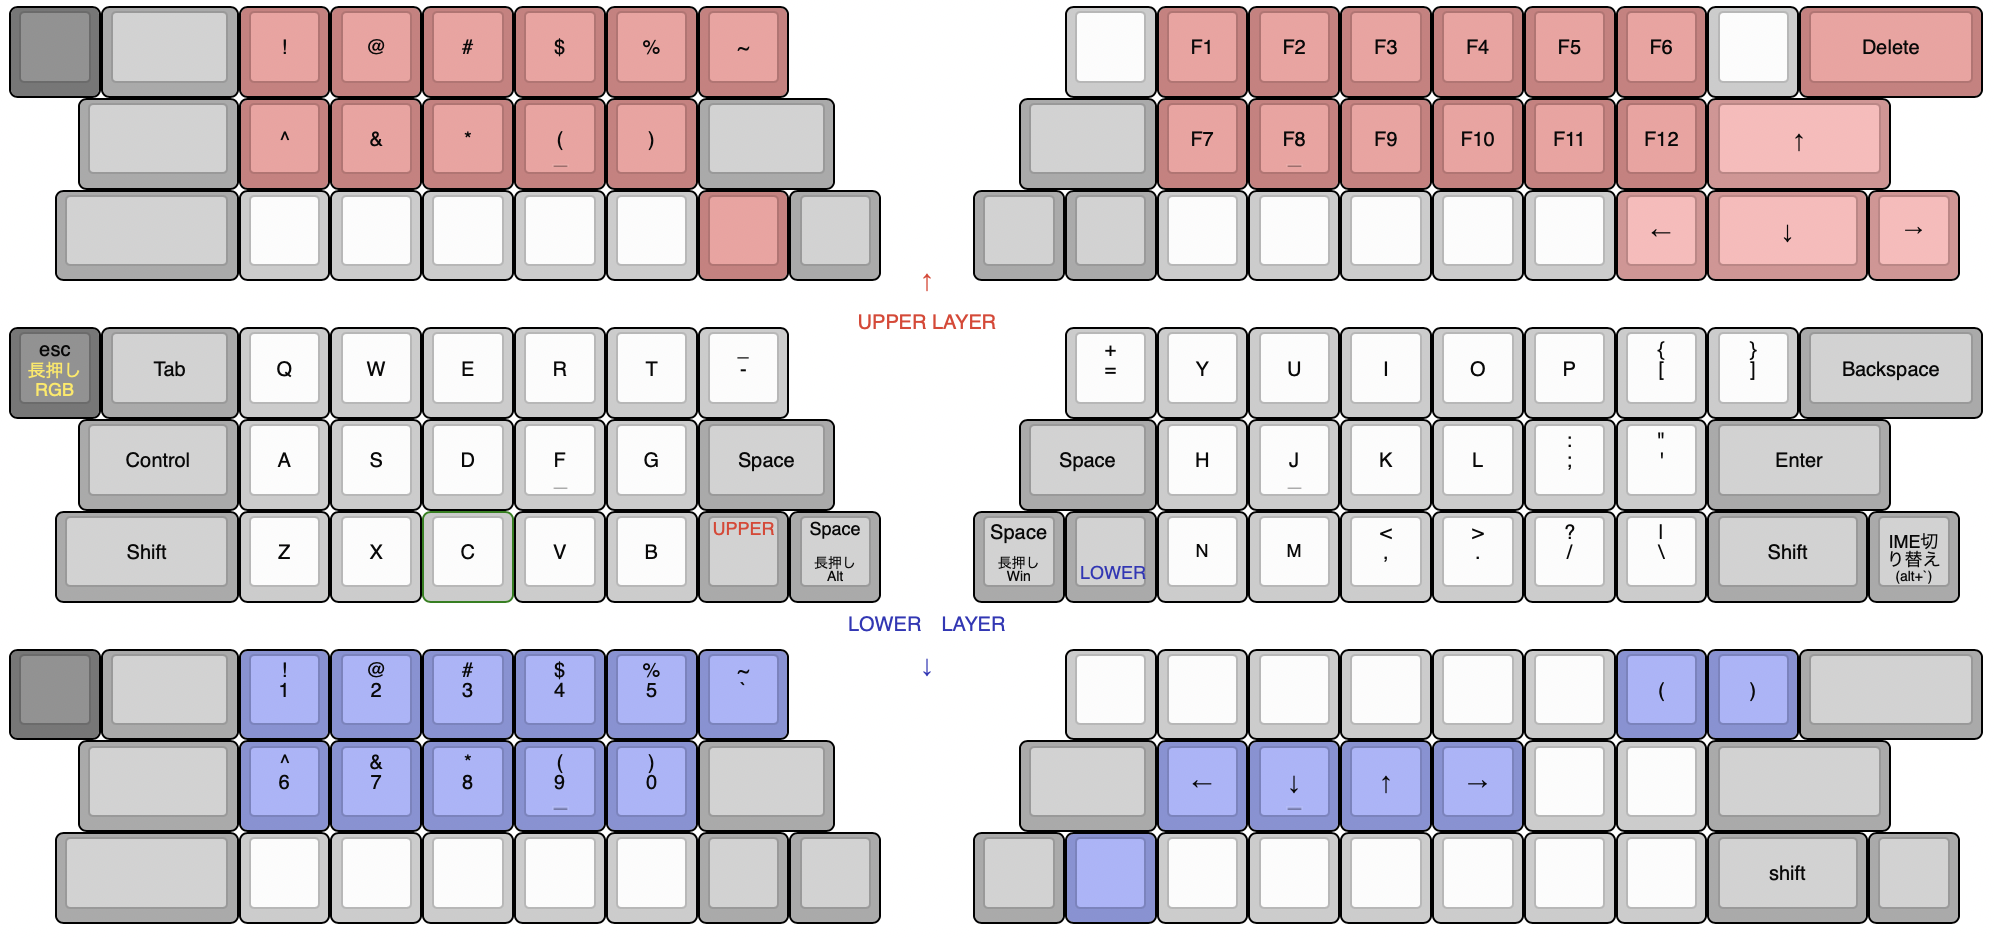 ! @ # $ % ~ F1 F2 F3 F4 F5 F6 Delete
^ & * ( ) F7 F8 F9 F10 F11 F12 ↑
_ _
← ↓ →
↑
UPPER LAYER
esc
長押し
RGB
Tab Q W E R T
_
-
+
=
Y U I O P
{
[
}
]
Backspace
Control A S D F G Space Space H J K L
_ _
:
;
"
'
Enter
Shift Z X C V B UPPER
Space
長押し
Alt
Space
長押し
Win
LOWER N M
<
,
>
.
?
/
|
\
Shift
IME切
り替え
(alt+`)
LOWER LAYER
↓
! @ # $ % ~
1 2 3 4 5 `
( )
^ & * ( )
6 7 8 9 0
← ↓ ↑ →
_ _
shift